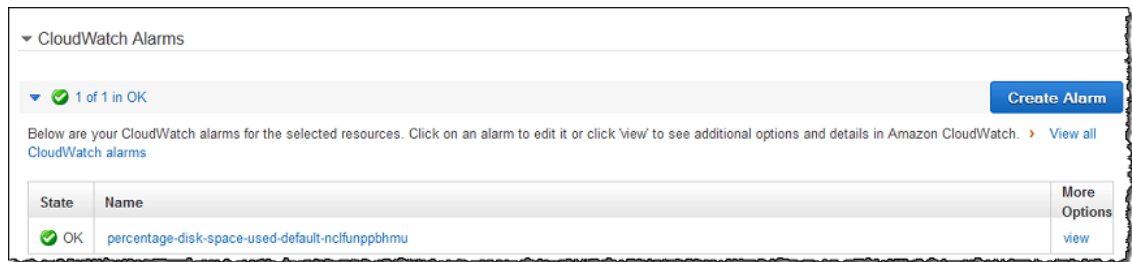 CloudWatch Alarms
1 of 1 in OK
Create Alarm
Below are your CloudWatch alarms for the selected resources. Click on an alarm to edit it or click 'view' to see additional options and details in Amazon CloudWatch. › View all
CloudWatch alarms
State Name More Options
OK percentage-disk-space-used-default-nclfunppbhmu view